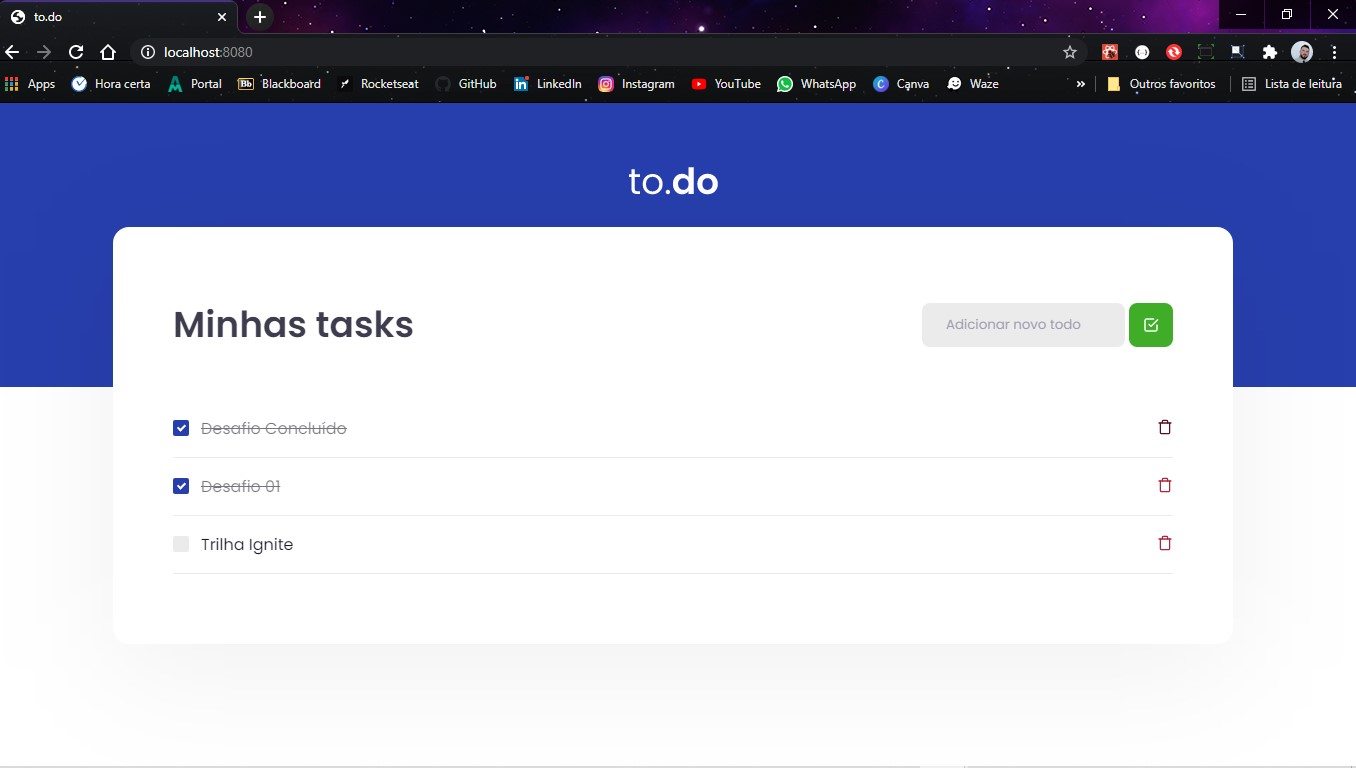 to.do
localhost:8080
Apps Hora certa Portal Bb Blackboard Rocketseat GitHub LinkedIn Instagram YouTube WhatsApp Canva Waze » Outros favoritos Lista de leitura
to.do
Minhas tasks
Adicionar novo todo
Desafio Concluído
Desafio 01
Trilha Ignite